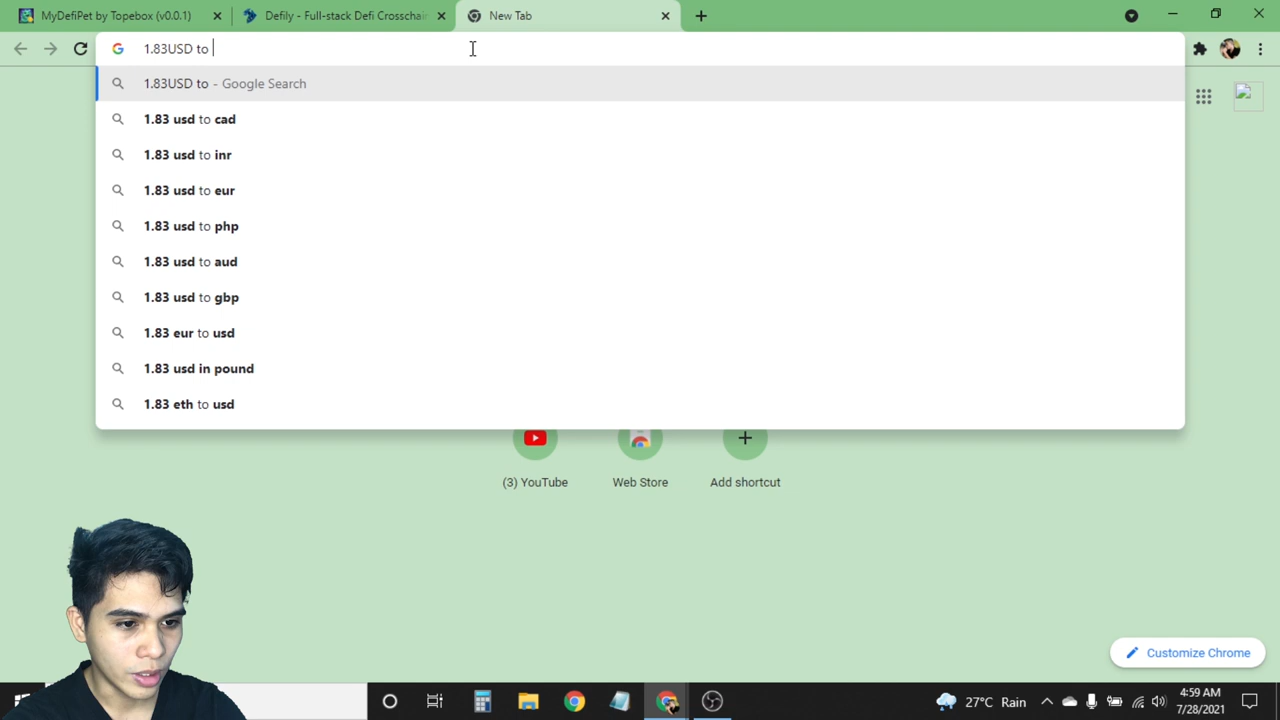 MyDefiPet by Topebox (v0.0.1)
Defily - Full-stack Defi Crosschain
New Tab
1.83USD to
1.83USD to - Google Search
1.83 usd to cad
1.83 usd to inr
1.83 usd to eur
1.83 usd to php
1.83 usd to aud
1.83 usd to gbp
1.83 eur to usd
1.83 usd in pound
1.83 eth to usd
(3) YouTube
Web Store
Add shortcut
Customize Chrome
27°C Rain
4:59 AM
7/28/2021